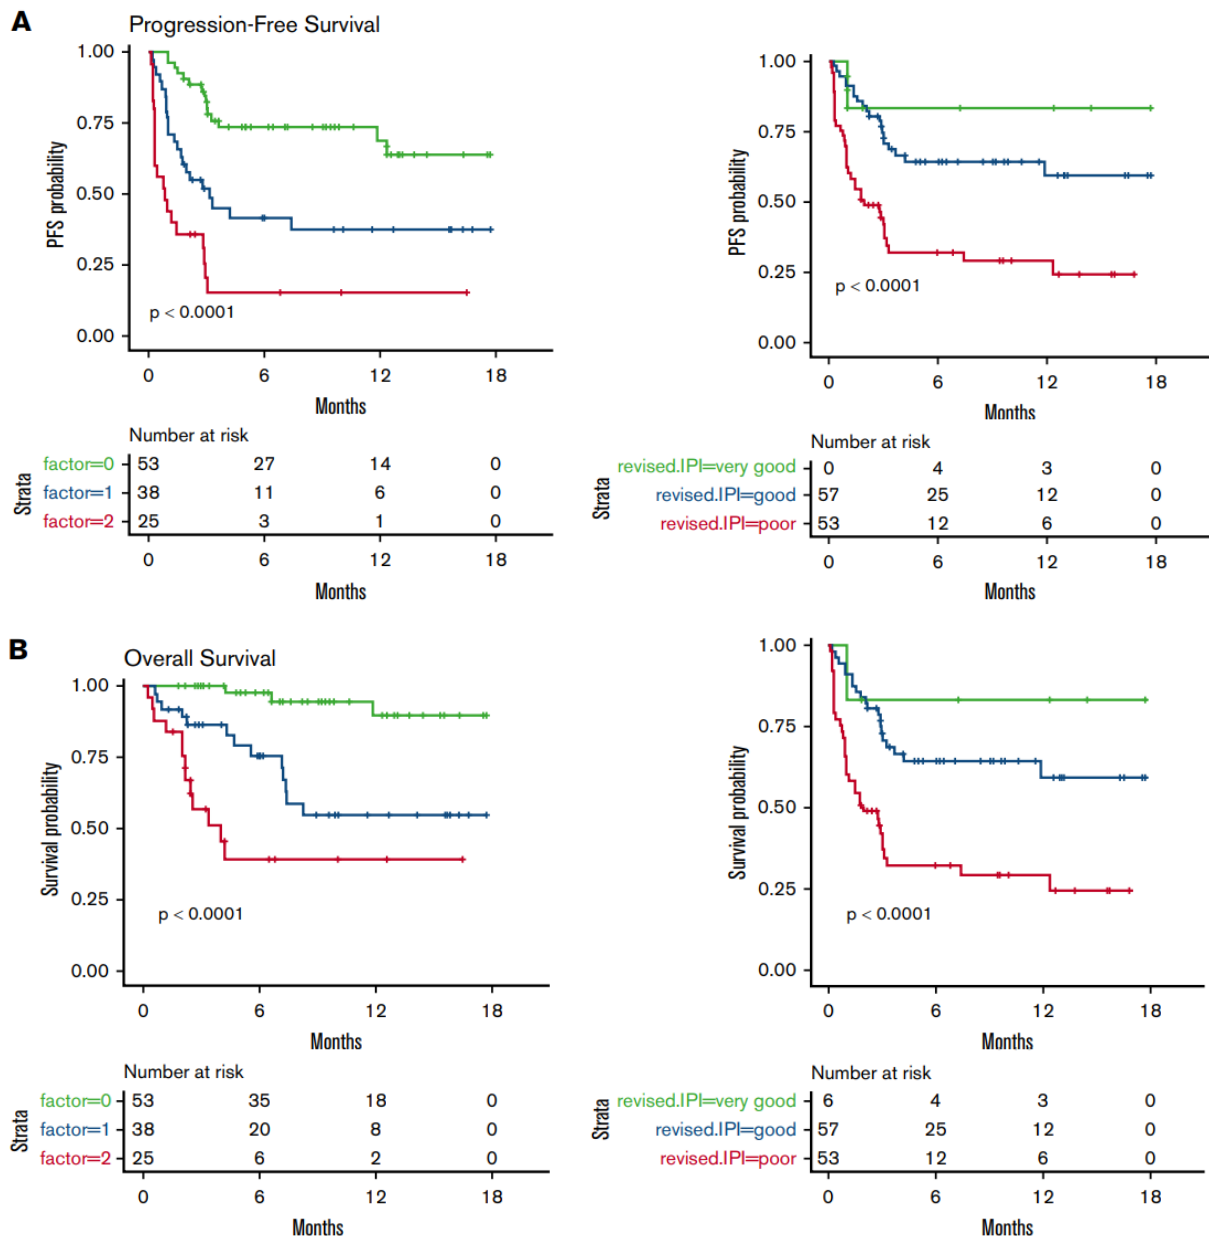 A
Progression-Free Survival
1.00
0.75
0.50
0.25
0.00
PFS probability
p < 0.0001
0 6 12 18
Months
Number at risk
Strata
factor=0 53 27 14 0
factor=1 38 11 6 0
factor=2 25 3 1 0
0 6 12 18
Months
1.00
0.75
0.50
0.25
0.00
PFS probability
p < 0.0001
0 6 12 18
Months
Number at risk
Strata
revised.IPI=very good 0 4 3 0
revised.IPI=good 57 25 12 0
revised.IPI=poor 53 12 6 0
0 6 12 18
Months
B
Overall Survival
1.00
0.75
0.50
0.25
0.00
Survival probability
p < 0.0001
0 6 12 18
Months
Number at risk
Strata
factor=0 53 35 18 0
factor=1 38 20 8 0
factor=2 25 6 2 0
0 6 12 18
Months
1.00
0.75
0.50
0.25
0.00
Survival probability
p < 0.0001
0 6 12 18
Months
Number at risk
Strata
revised.IPI=very good 6 4 3 0
revised.IPI=good 57 25 12 0
revised.IPI=poor 53 12 6 0
0 6 12 18
Months